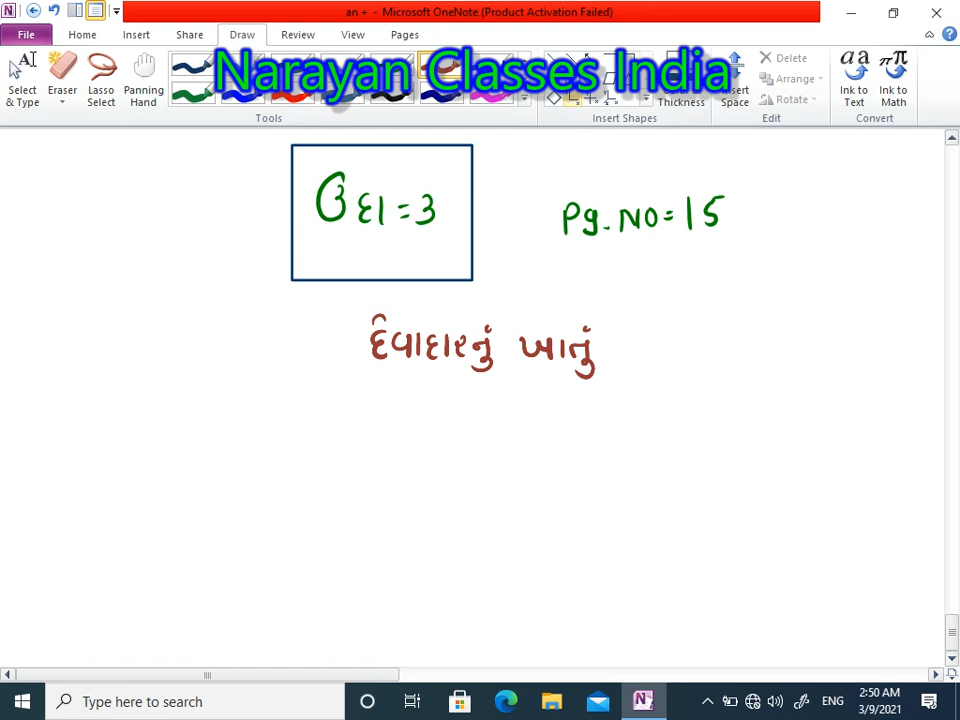 an + - Microsoft OneNote (Product Activation Failed)
File Home Insert Share Draw Review View Pages
Narayan Classes India
Select & Type
Eraser
Lasso Select
Panning Hand
Thickness
Insert Space
Delete
Arrange
Rotate
Ink to Text
Ink to Math
Tools Insert Shapes Edit Convert
ઉદા = 3
Pg. NO = 15
દેવાદારનું ખાતું
Type here to search
ENG
2:50 AM
3/9/2021